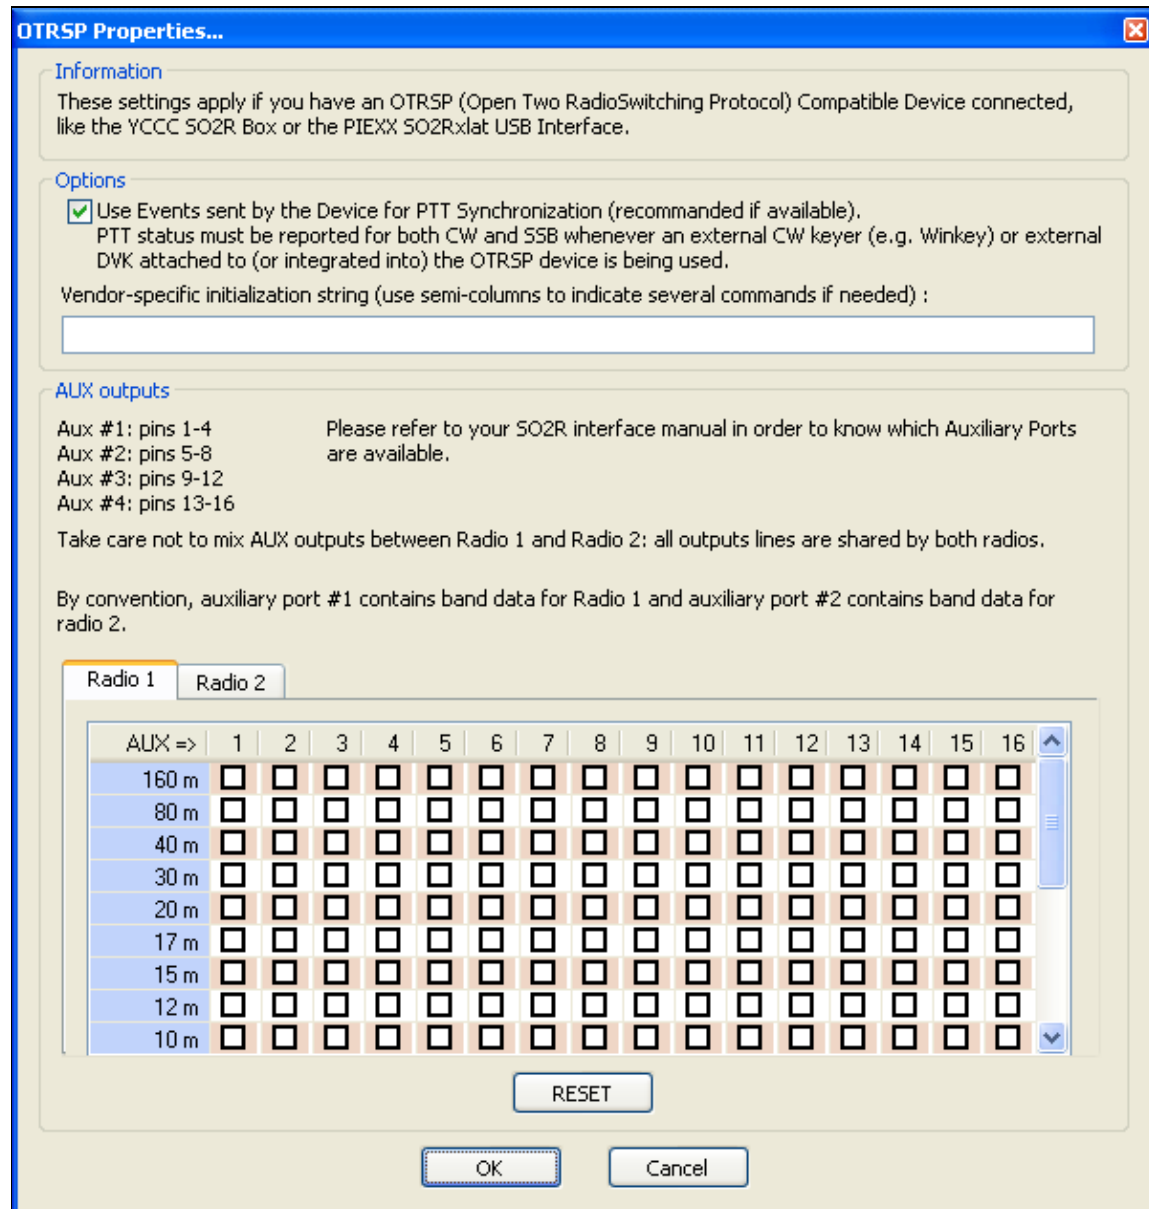 OTRSP Properties...
Information
These settings apply if you have an OTRSP (Open Two RadioSwitching Protocol) Compatible Device connected,
like the YCCC SO2R Box or the PIEXX SO2Rxlat USB Interface.
Options
Use Events sent by the Device for PTT Synchronization (recommanded if available).
PTT status must be reported for both CW and SSB whenever an external CW keyer (e.g. Winkey) or external
DVK attached to (or integrated into) the OTRSP device is being used.
Vendor-specific initialization string (use semi-columns to indicate several commands if needed) :
AUX outputs
Aux #1: pins 1-4
Aux #2: pins 5-8
Aux #3: pins 9-12
Aux #4: pins 13-16
Please refer to your SO2R interface manual in order to know which Auxiliary Ports
are available.
Take care not to mix AUX outputs between Radio 1 and Radio 2: all outputs lines are shared by both radios.
By convention, auxiliary port #1 contains band data for Radio 1 and auxiliary port #2 contains band data for
radio 2.
Radio 1 Radio 2
AUX => 1 2 3 4 5 6 7 8 9 10 11 12 13 14 15 16
160 m
80 m
40 m
30 m
20 m
17 m
15 m
12 m
10 m
RESET
OK Cancel